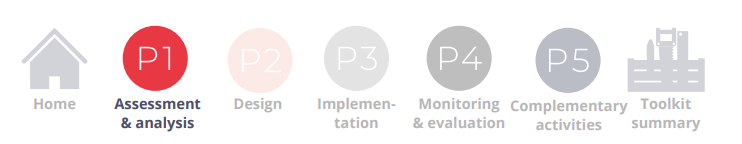 P1
P2
P3
P4
P5
Home
Assessment
& analysis
Design
Implemen-
tation
Monitoring
& evaluation
Complementary
activities
Toolkit
summary